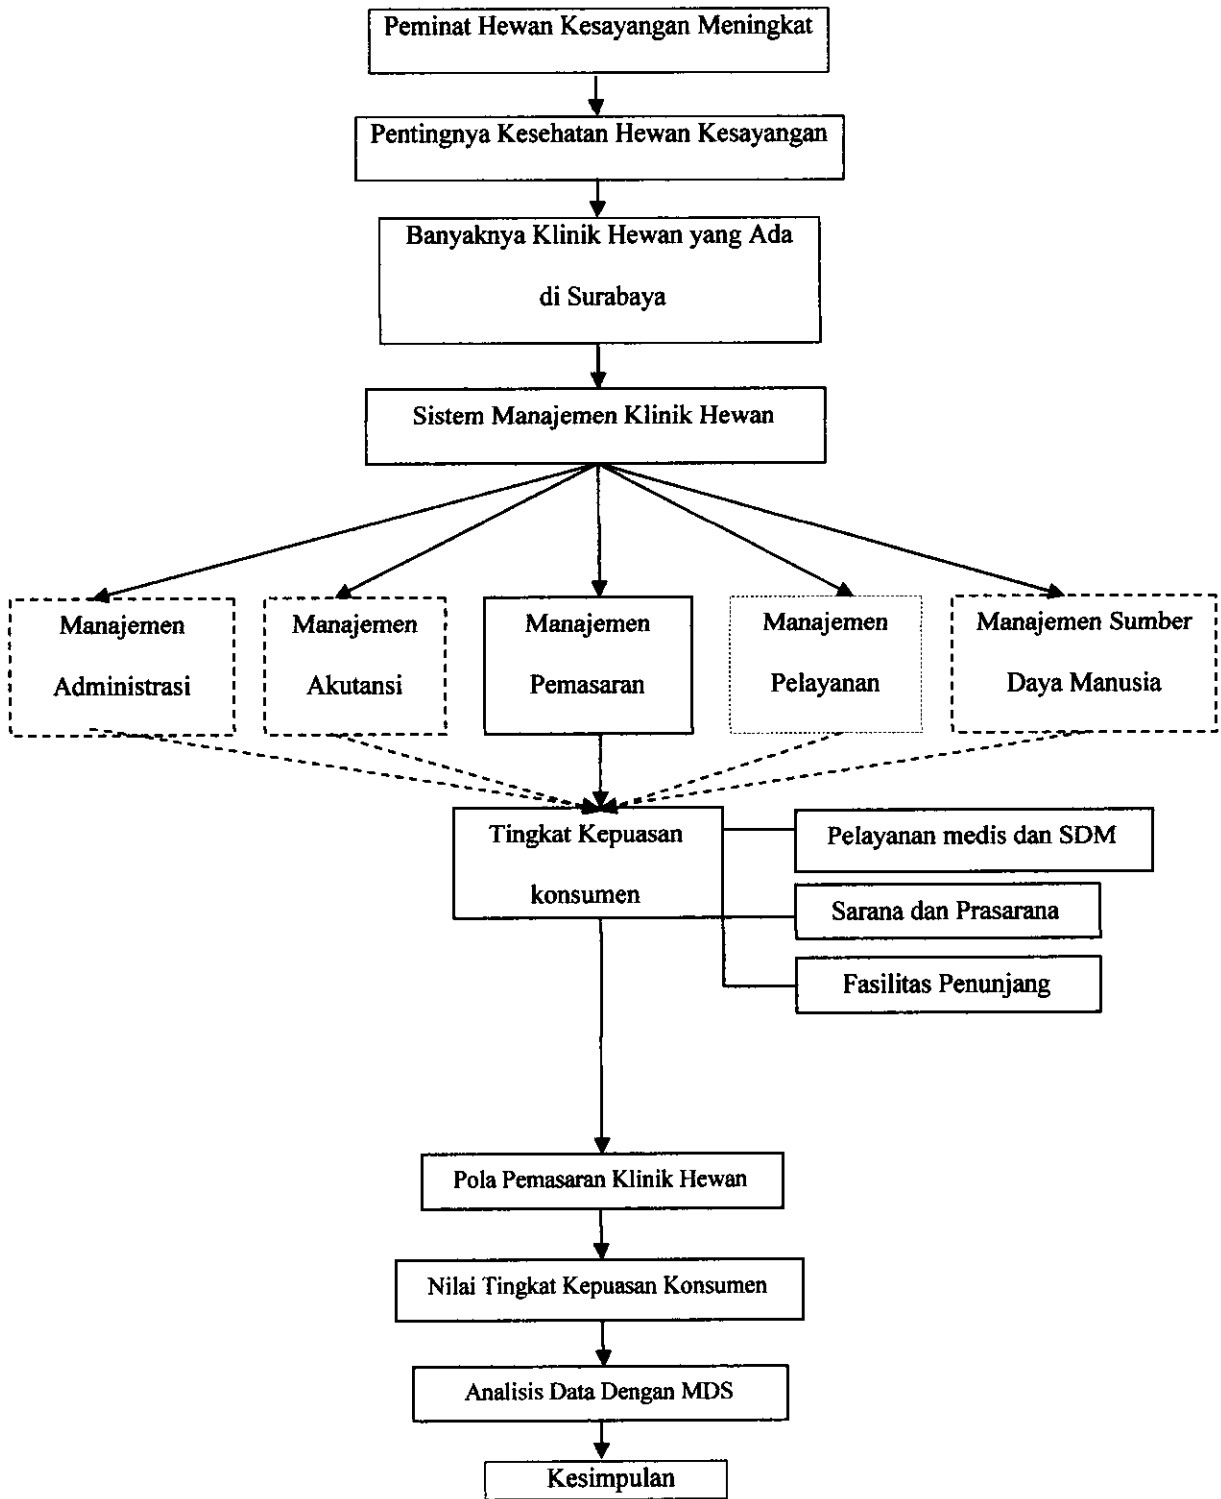 Peminat Hewan Kesayangan Meningkat
Pentingnya Kesehatan Hewan Kesayangan
Banyaknya Klinik Hewan yang Ada
di Surabaya
Sistem Manajemen Klinik Hewan
Manajemen
Administrasi
Manajemen
Akutansi
Manajemen
Pemasaran
Manajemen
Pelayanan
Manajemen Sumber
Daya Manusia
Tingkat Kepuasan
konsumen
Pelayanan medis dan SDM
Sarana dan Prasarana
Fasilitas Penunjang
Pola Pemasaran Klinik Hewan
Nilai Tingkat Kepuasan Konsumen
Analisis Data Dengan MDS
Kesimpulan